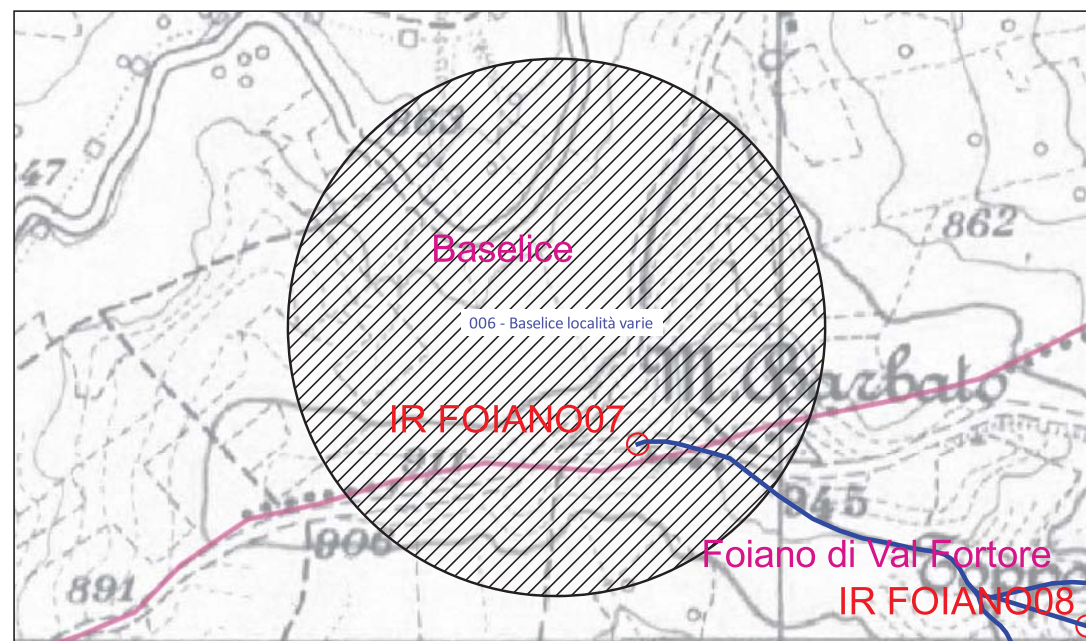 863
47
862
Baselice
006 - Baselice località varie
M. Barbato
IR FOIANO07
911
945
906
Foiano di Val Fortore
891
IR FOIANO08